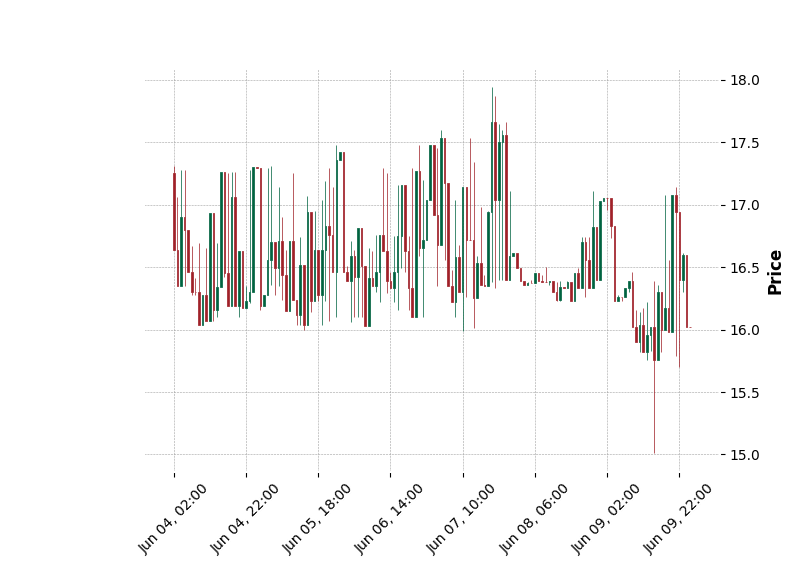 18.0
17.5
17.0
16.5
16.0
15.5
15.0
Price
Jun 04, 02:00
Jun 04, 22:00
Jun 05, 18:00
Jun 06, 14:00
Jun 07, 10:00
Jun 08, 06:00
Jun 09, 02:00
Jun 09, 22:00